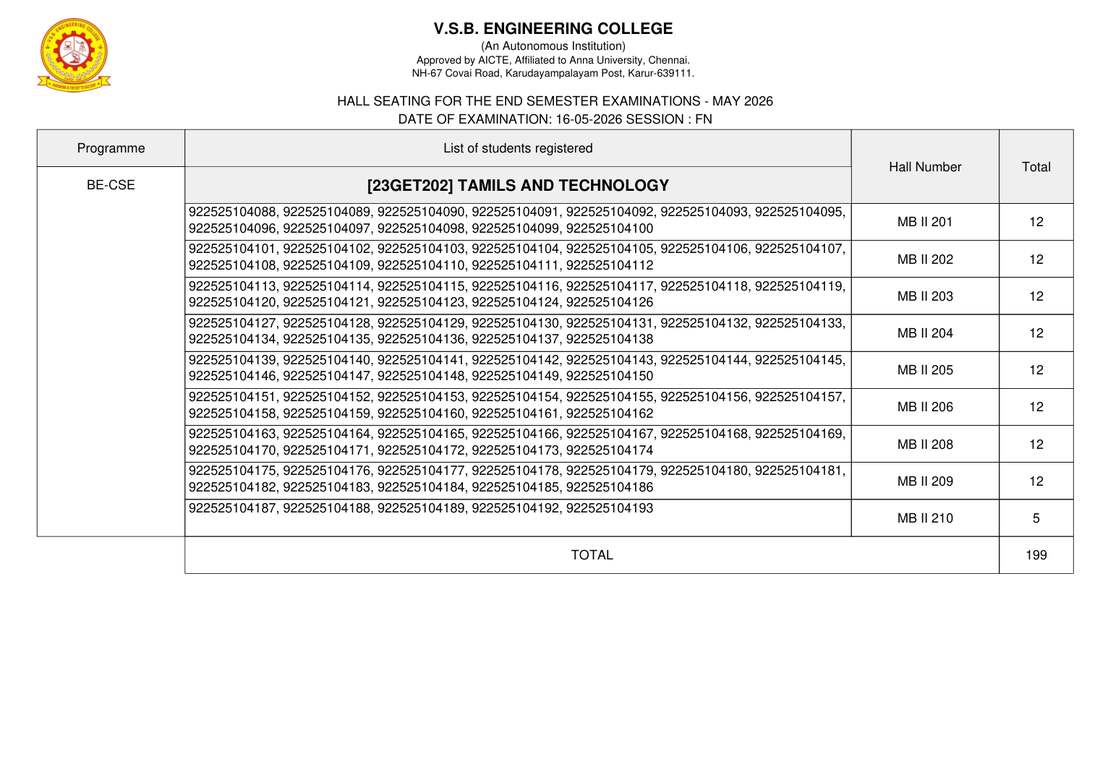 V.S.B. ENGINEERING COLLEGE
(An Autonomous Institution)
Approved by AICTE, Affiliated to Anna University, Chennai.
NH-67 Covai Road, Karudayampalayam Post, Karur-639111.
HALL SEATING FOR THE END SEMESTER EXAMINATIONS - MAY 2026
DATE OF EXAMINATION: 16-05-2026 SESSION : FN
Programme
List of students registered
Hall Number
Total
BE-CSE
[23GET202] TAMILS AND TECHNOLOGY
922525104088, 922525104089, 922525104090, 922525104091, 922525104092, 922525104093, 922525104095,
922525104096, 922525104097, 922525104098, 922525104099, 922525104100
MB II 201
12
922525104101, 922525104102, 922525104103, 922525104104, 922525104105, 922525104106, 922525104107,
922525104108, 922525104109, 922525104110, 922525104111, 922525104112
MB II 202
12
922525104113, 922525104114, 922525104115, 922525104116, 922525104117, 922525104118, 922525104119,
922525104120, 922525104121, 922525104123, 922525104124, 922525104126
MB II 203
12
922525104127, 922525104128, 922525104129, 922525104130, 922525104131, 922525104132, 922525104133,
922525104134, 922525104135, 922525104136, 922525104137, 922525104138
MB II 204
12
922525104139, 922525104140, 922525104141, 922525104142, 922525104143, 922525104144, 922525104145,
922525104146, 922525104147, 922525104148, 922525104149, 922525104150
MB II 205
12
922525104151, 922525104152, 922525104153, 922525104154, 922525104155, 922525104156, 922525104157,
922525104158, 922525104159, 922525104160, 922525104161, 922525104162
MB II 206
12
922525104163, 922525104164, 922525104165, 922525104166, 922525104167, 922525104168, 922525104169,
922525104170, 922525104171, 922525104172, 922525104173, 922525104174
MB II 208
12
922525104175, 922525104176, 922525104177, 922525104178, 922525104179, 922525104180, 922525104181,
922525104182, 922525104183, 922525104184, 922525104185, 922525104186
MB II 209
12
922525104187, 922525104188, 922525104189, 922525104192, 922525104193
MB II 210
5
TOTAL
199